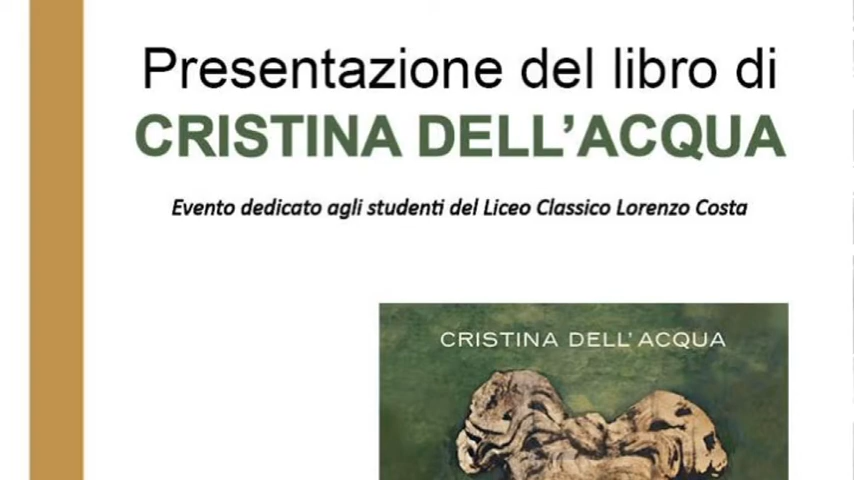 Presentazione del libro di
CRISTINA DELL’ACQUA
Evento dedicato agli studenti del Liceo Classico Lorenzo Costa
CRISTINA DELL’ACQUA